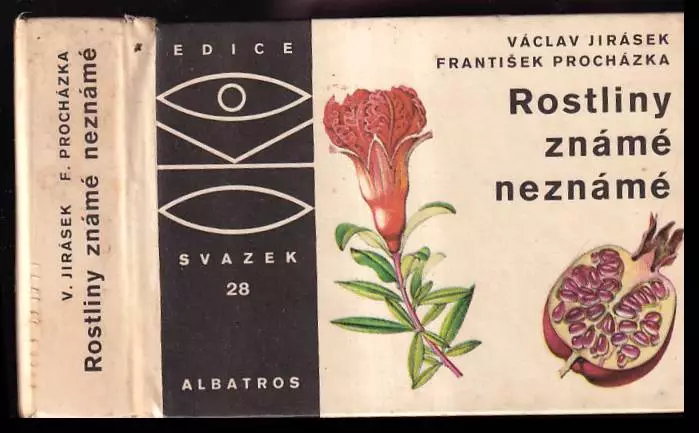 V. JIRÁSEK F. PROCHÁZKA
Rostliny známé neznámé
EDICE
SVAZEK
28
ALBATROS
VÁCLAV JIRÁSEK
FRANTIŠEK PROCHÁZKA
Rostliny
známé
neznámé